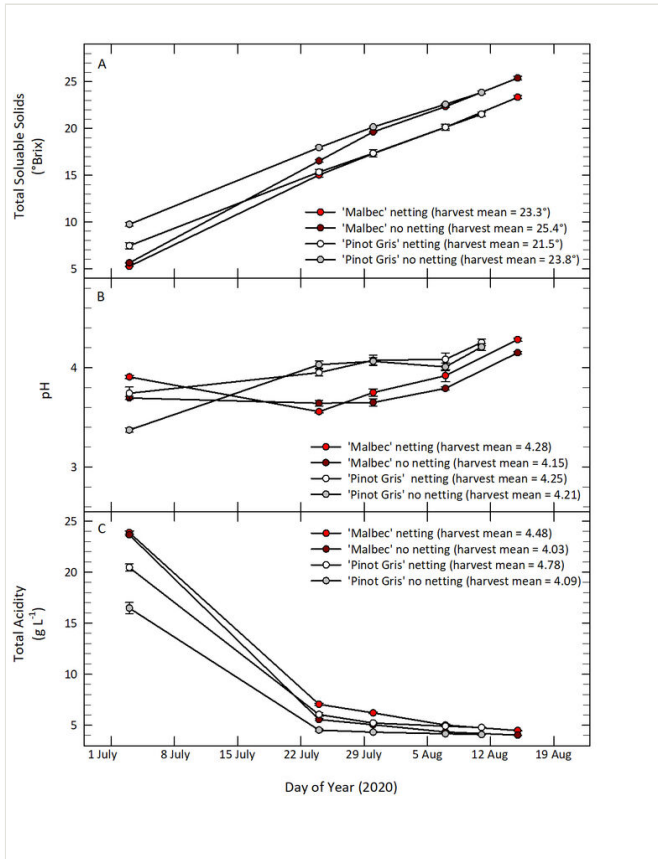 A
Total Soluable Solids
(°Brix)
25
20
15
10
5
'Malbec' netting (harvest mean = 23.3°)
'Malbec' no netting (harvest mean = 25.4°)
'Pinot Gris' netting (harvest mean = 21.5°)
'Pinot Gris' no netting (harvest mean = 23.8°)
B
pH
4
3
'Malbec' netting (harvest mean = 4.28)
'Malbec' no netting (harvest mean = 4.15)
'Pinot Gris' netting (harvest mean = 4.25)
'Pinot Gris' no netting (harvest mean = 4.21)
C
Total Acidity
(g L-1)
25
20
15
10
5
'Malbec' netting (harvest mean = 4.48)
'Malbec' no netting (harvest mean = 4.03)
'Pinot Gris' netting (harvest mean = 4.78)
'Pinot Gris' no netting (harvest mean = 4.09)
1 July 8 July 15 July 22 July 29 July 5 Aug 12 Aug 19 Aug
Day of Year (2020)